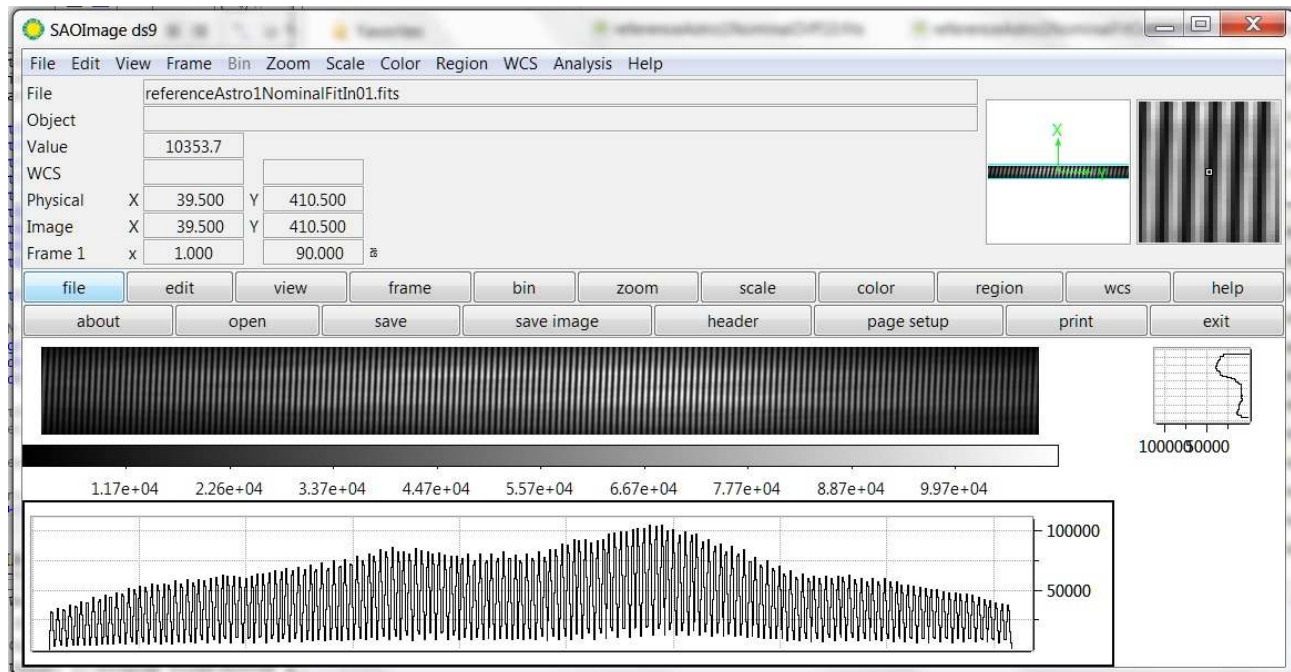 SAOImage ds9
File Edit View Frame Bin Zoom Scale Color Region WCS Analysis Help
File referenceAstro1NominalFitIn01.fits
Object
Value 10353.7
WCS
Physical X 39.500 Y 410.500
Image X 39.500 Y 410.500
Frame 1 x 1.000 90.000
X
Y
file edit view frame bin zoom scale color region wcs help
about open save save image header page setup print exit
100000 50000
1.17e+04 2.26e+04 3.37e+04 4.47e+04 5.57e+04 6.67e+04 7.77e+04 8.87e+04 9.97e+04
100000
50000